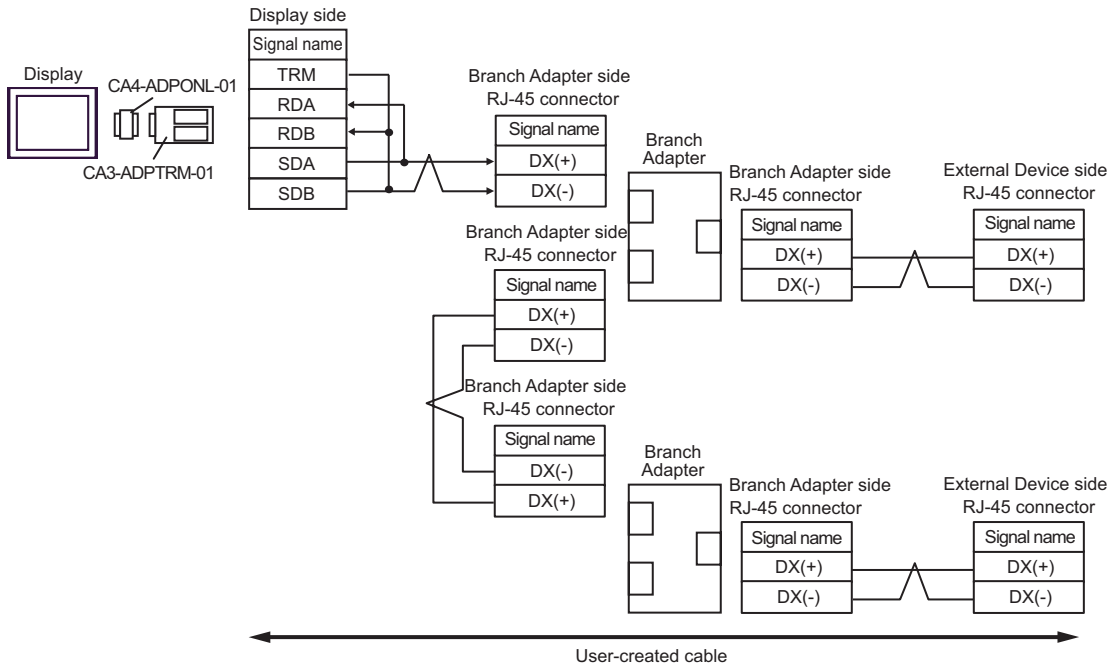 Display
CA4-ADPONL-01
CA3-ADPTRM-01
Display side
Signal name
TRM
RDA
RDB
SDA
SDB
Branch Adapter side
RJ-45 connector
Signal name
DX(+)
DX(-)
Branch
Adapter
Branch Adapter side
RJ-45 connector
Signal name
DX(+)
DX(-)
External Device side
RJ-45 connector
Signal name
DX(+)
DX(-)
Branch Adapter side
RJ-45 connector
Signal name
DX(+)
DX(-)
Branch Adapter side
RJ-45 connector
Signal name
DX(-)
DX(+)
Branch
Adapter
Branch Adapter side
RJ-45 connector
Signal name
DX(+)
DX(-)
External Device side
RJ-45 connector
Signal name
DX(+)
DX(-)
User-created cable